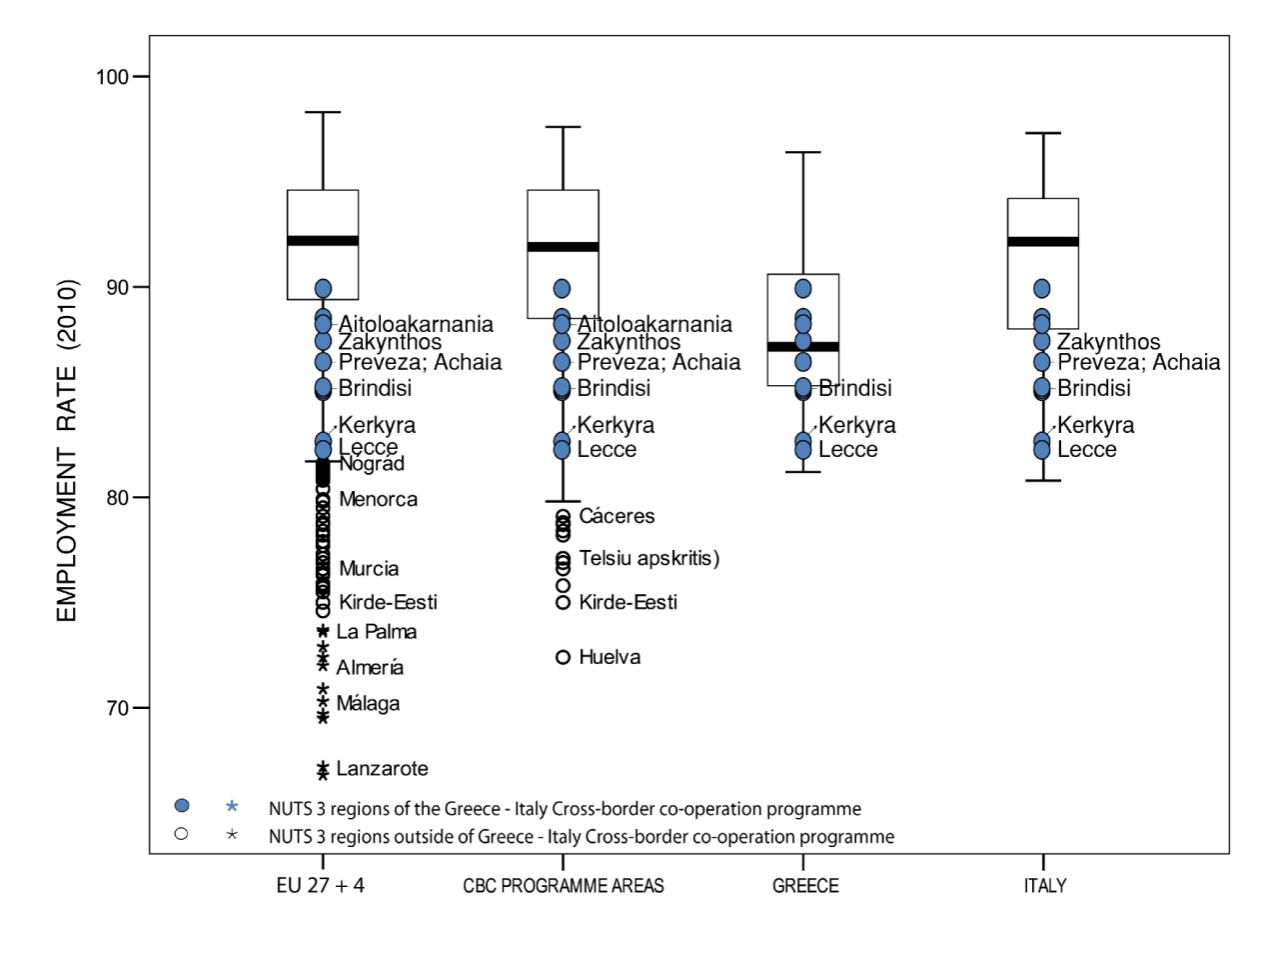 EMPLOYMENT RATE (2010)
100
90
80
70
Aitoloakarnania
Zakynthos
Preveza; Achaia
Brindisi
Kerkyra
Lecce
Nograd
Menorca
Murcia
Kirde-Eesti
La Palma
Almería
Málaga
Lanzarote
Aitoloakarnania
Zakynthos
Preveza; Achaia
Brindisi
Kerkyra
Lecce
Cáceres
Telsiu apskritis)
Kirde-Eesti
Huelva
Brindisi
Kerkyra
Lecce
Zakynthos
Preveza; Achaia
Brindisi
Kerkyra
Lecce
NUTS 3 regions of the Greece - Italy Cross-border co-operation programme
NUTS 3 regions outside of Greece - Italy Cross-border co-operation programme
EU 27 + 4
CBC PROGRAMME AREAS
GREECE
ITALY